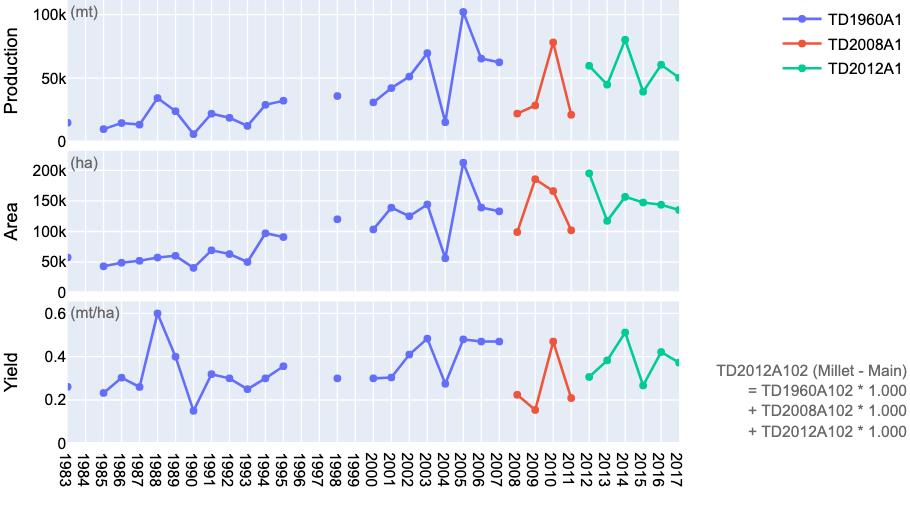 (mt)
100k
50k
0
Production
TD1960A1
TD2008A1
TD2012A1
(ha)
200k
150k
100k
50k
0
Area
(mt/ha)
0.6
0.4
0.2
0
Yield
1983 1984 1985 1986 1987 1988 1989 1990 1991 1992 1993 1994 1995 1996 1997 1998 1999 2000 2001 2002 2003 2004 2005 2006 2007 2008 2009 2010 2011 2012 2013 2014 2015 2016 2017
TD2012A102 (Millet - Main)
= TD1960A102 * 1.000
+ TD2008A102 * 1.000
+ TD2012A102 * 1.000